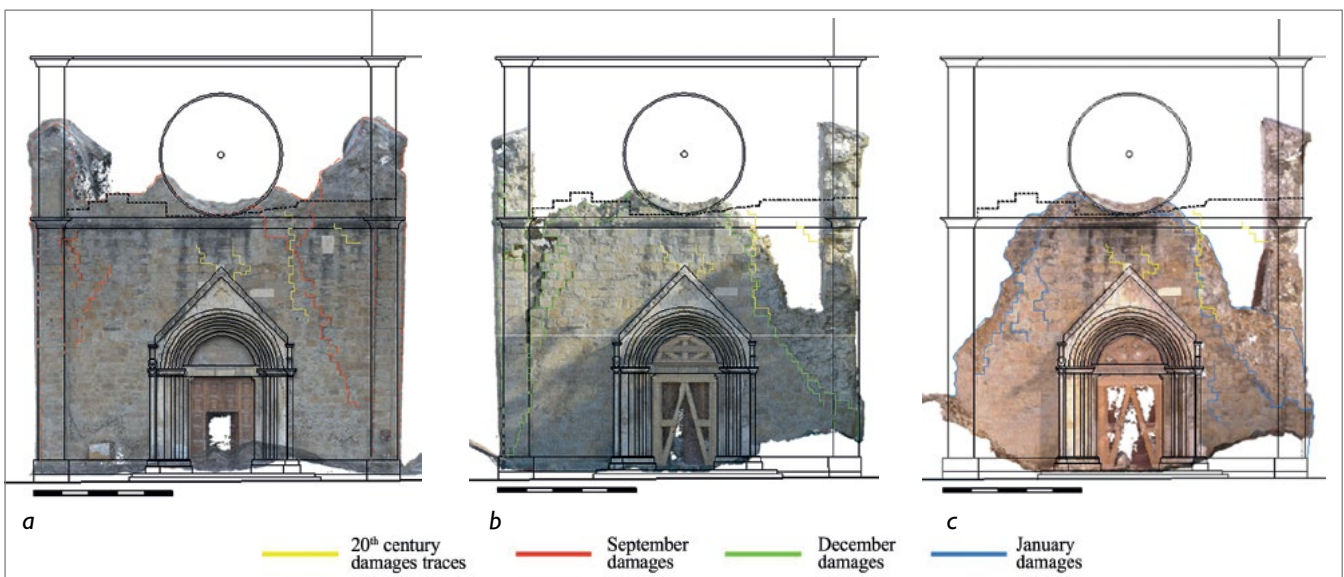 a
b
c
20th century
damages traces
September
damages
December
damages
January
damages